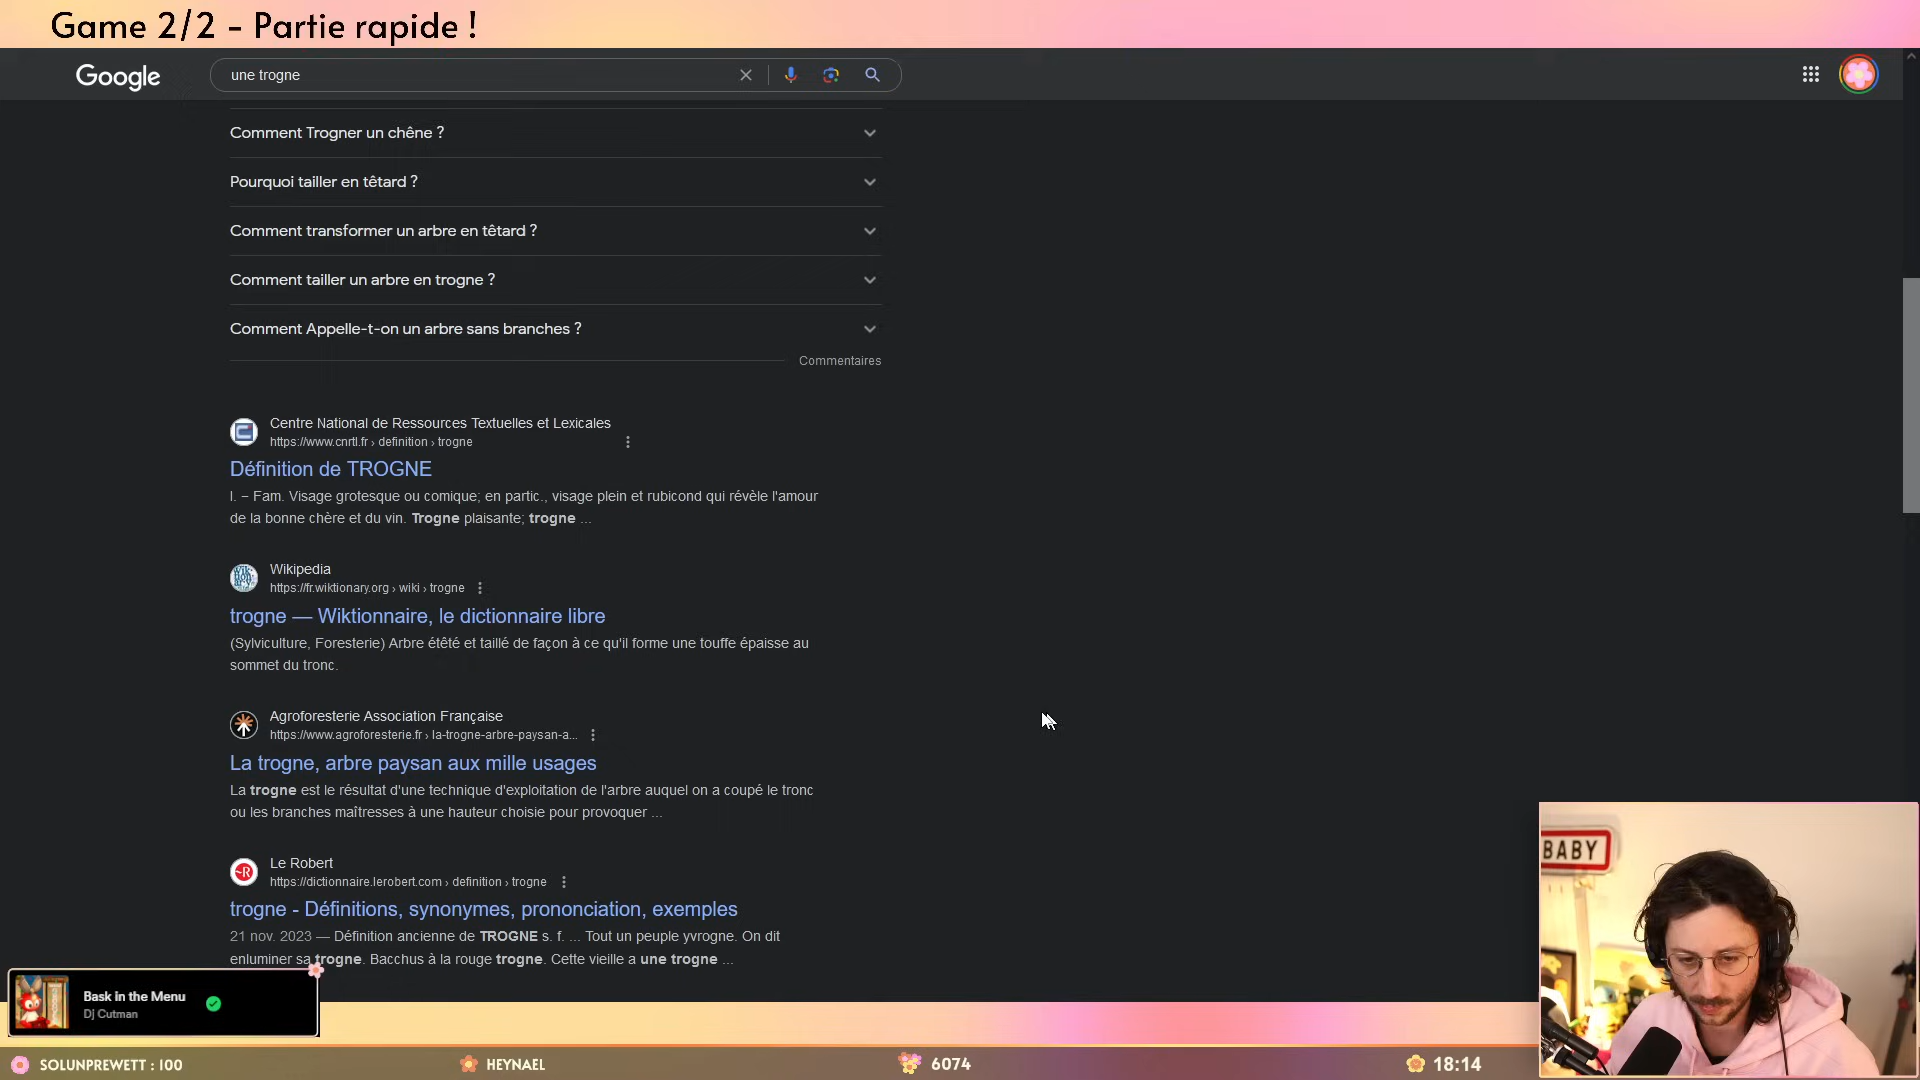 Game 2/2 - Partie rapide !
Google
une trogne
Comment Trogner un chêne ?
Pourquoi tailler en têtard ?
Comment transformer un arbre en têtard ?
Comment tailler un arbre en trogne ?
Comment Appelle-t-on un arbre sans branches ?
Commentaires
Centre National de Ressources Textuelles et Lexicales
https://www.cnrtl.fr › definition › trogne
Définition de TROGNE
I. − Fam. Visage grotesque ou comique; en partic., visage plein et rubicond qui révèle l'amour
de la bonne chère et du vin. Trogne plaisante; trogne ...
Wikipedia
https://fr.wiktionary.org › wiki › trogne
trogne — Wiktionnaire, le dictionnaire libre
(Sylviculture, Foresterie) Arbre étêté et taillé de façon à ce qu'il forme une touffe épaisse au
sommet du tronc.
Agroforesterie Association Française
https://www.agroforesterie.fr › la-trogne-arbre-paysan-a...
La trogne, arbre paysan aux mille usages
La trogne est le résultat d'une technique d'exploitation de l'arbre auquel on a coupé le tronc
ou les branches maîtresses à une hauteur choisie pour provoquer ...
Le Robert
https://dictionnaire.lerobert.com › definition › trogne
trogne - Définitions, synonymes, prononciation, exemples
21 nov. 2023 — Définition ancienne de TROGNE s. f. ... Tout un peuple yvrogne. On dit
enluminer sa trogne. Bacchus à la rouge trogne. Cette vieille a une trogne ...
BABY
Bask in the Menu
Dj Cutman
SOLUNPREWETT : 100
HEYNAEL
6074
18:14